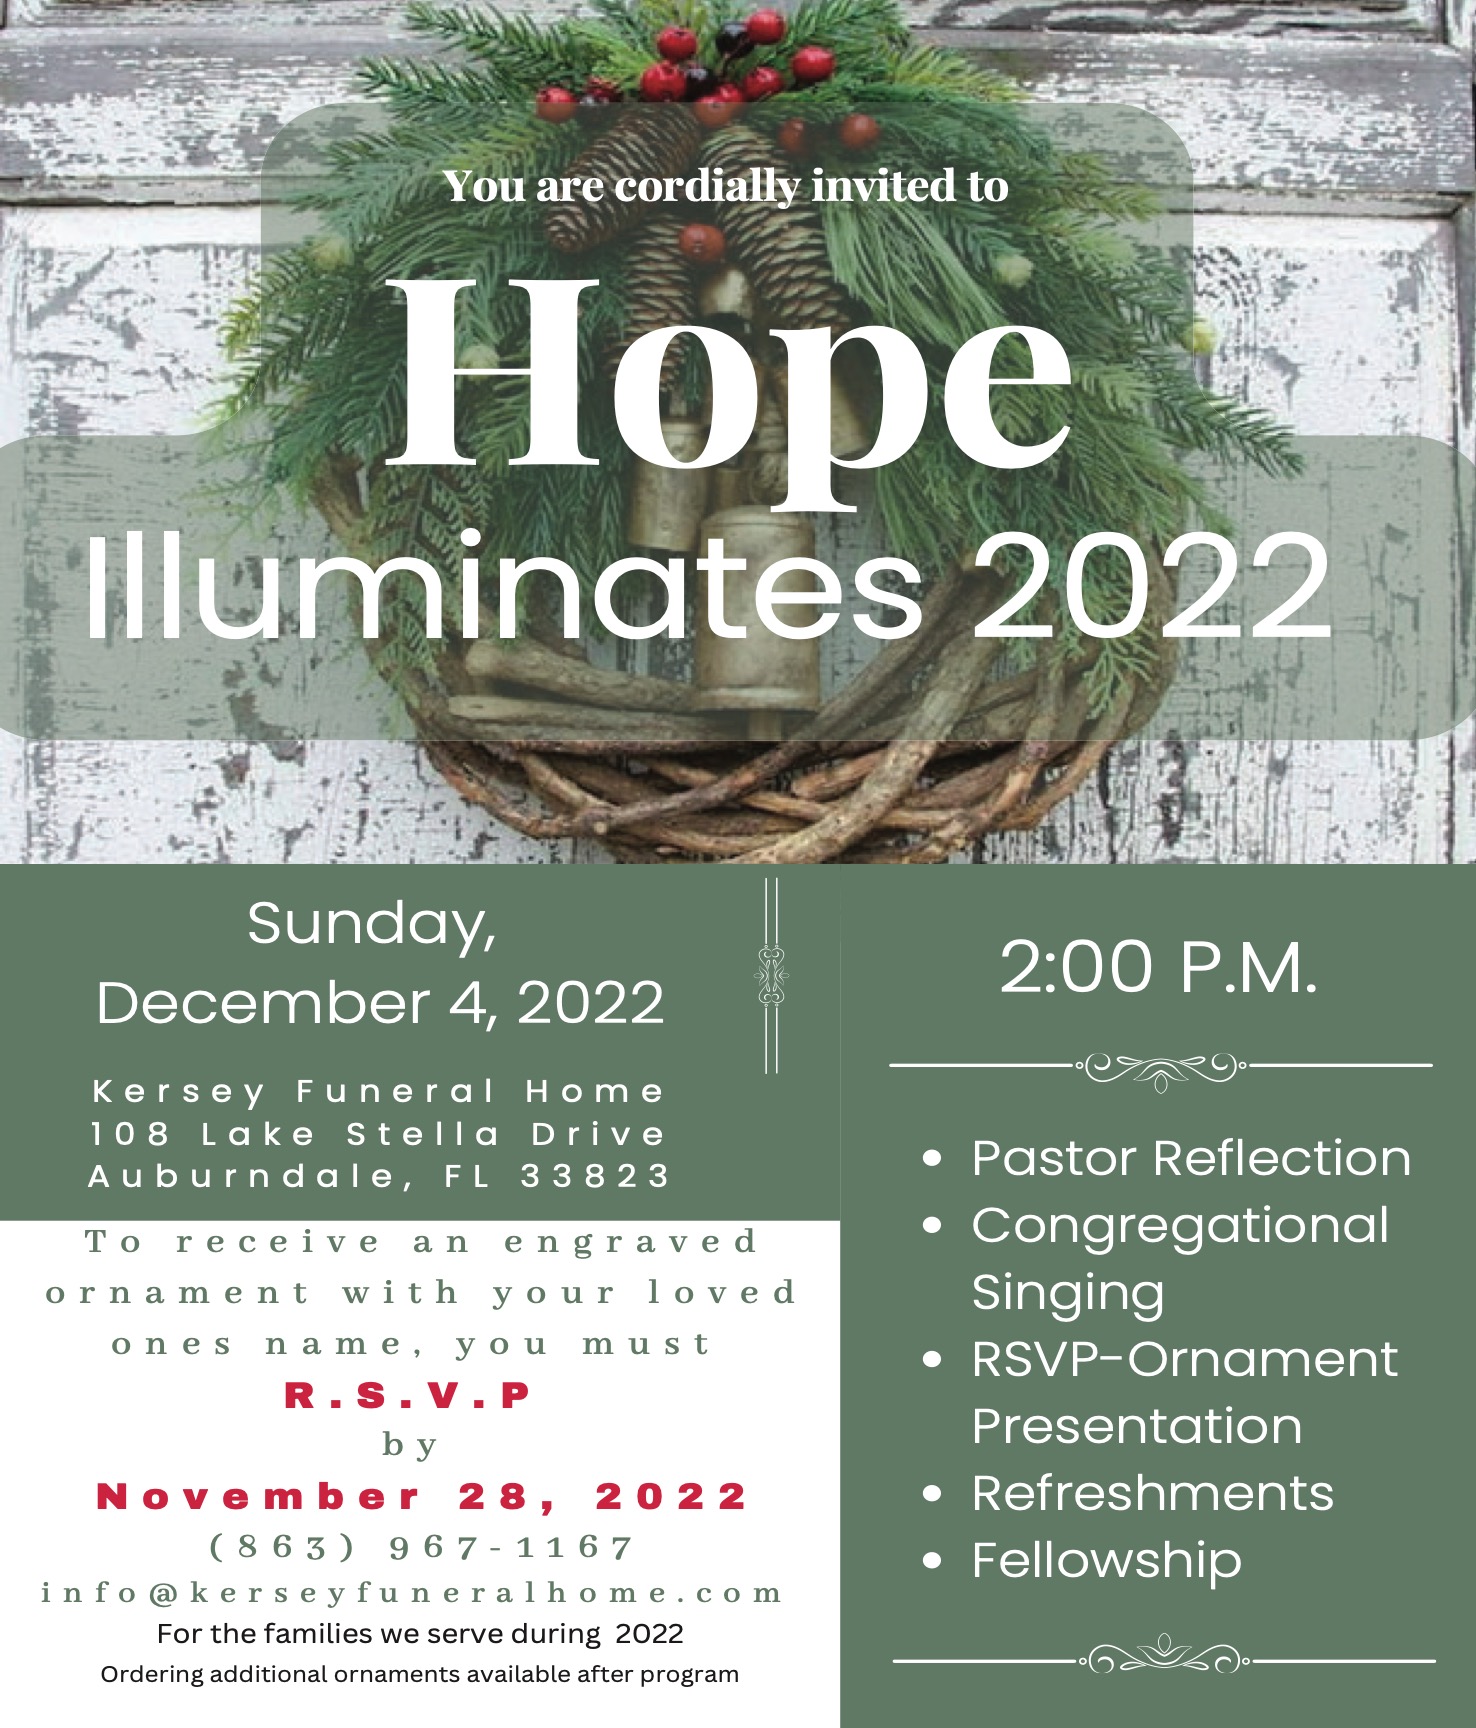 You are cordially invited to
Hope
Illuminates 2022
Sunday,
December 4, 2022
Kersey Funeral Home
108 Lake Stella Drive
Auburndale, FL 33823
To receive an engraved
ornament with your loved
ones name, you must
R.S.V.P
by
November 28, 2022
(863) 967-1167
info@kerseyfuneralhome.com
For the families we serve during 2022
Ordering additional ornaments available after program
2:00 P.M.
• Pastor Reflection
• Congregational
Singing
• RSVP-Ornament
Presentation
• Refreshments
• Fellowship